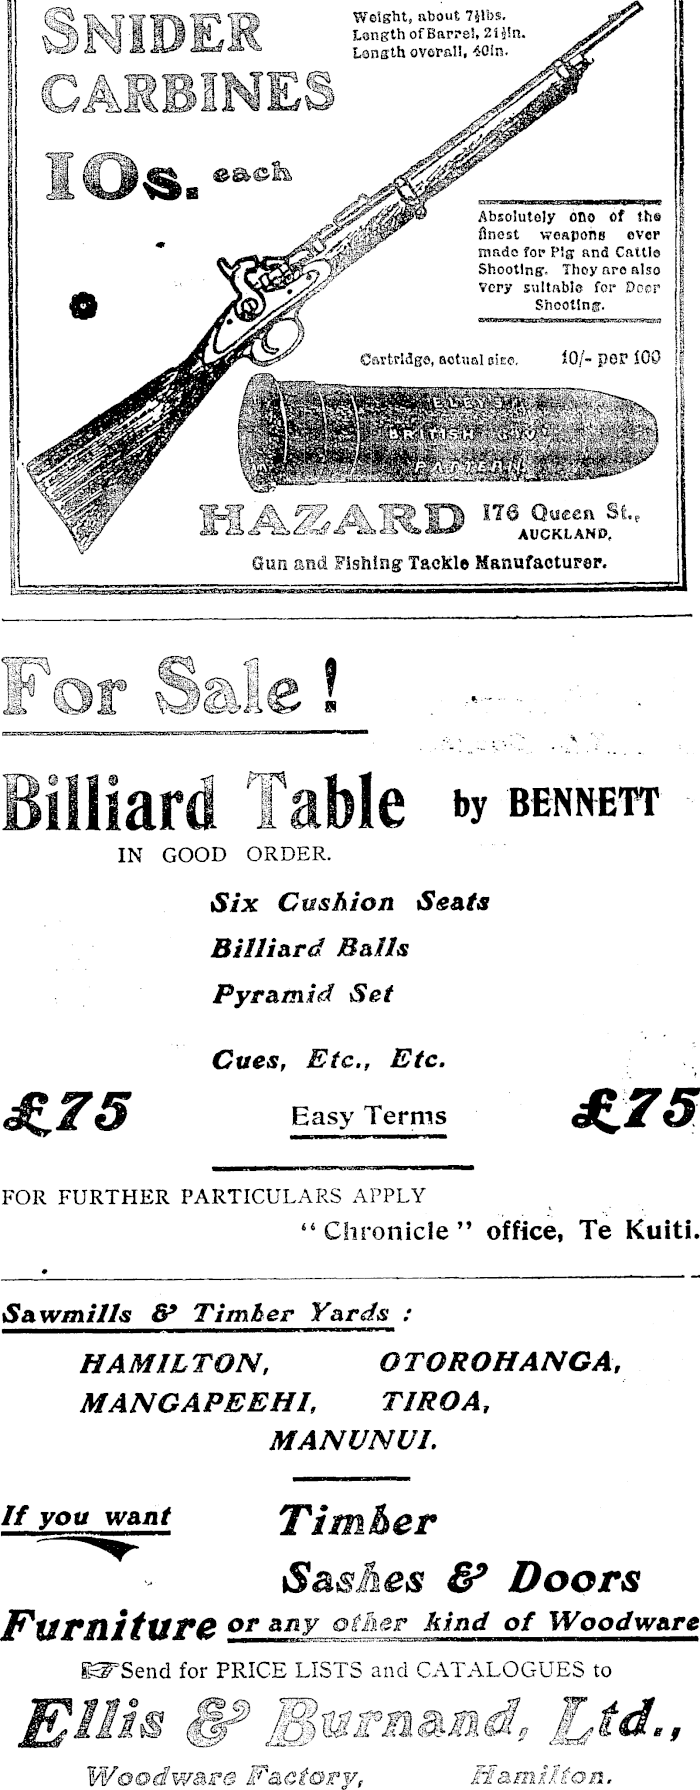 SNIDER
CARBINES
10s. each
Weight, about 7½lbs.
Length of Barrel, 21½in.
Length overall, 40in.
Absolutely one of the
finest weapons ever
made for Pig and Cattle
Shooting. They are also
very suitable for Deer
Shooting.
Cartridge, actual size. 10/- per 100
ELEY'S
BRITISH GOV
PATTERN
HAZARD 176 Queen St.,
AUCKLAND.
Gun and Fishing Tackle Manufacturer.
For Sale !
Billiard Table by BENNETT
IN GOOD ORDER.
Six Cushion Seats
Billiard Balls
Pyramid Set
Cues, Etc., Etc.
£75 Easy Terms £75
FOR FURTHER PARTICULARS APPLY
" Chronicle " office, Te Kuiti.
Sawmills & Timber Yards :
HAMILTON, OTOROHANGA,
MANGAPEEHI, TIROA,
MANUNUI.
If you want Timber
Sashes & Doors
Furniture or any other kind of Woodware
☞Send for PRICE LISTS and CATALOGUES to
Ellis & Burnand, Ltd.,
Woodware Factory, Hamilton.